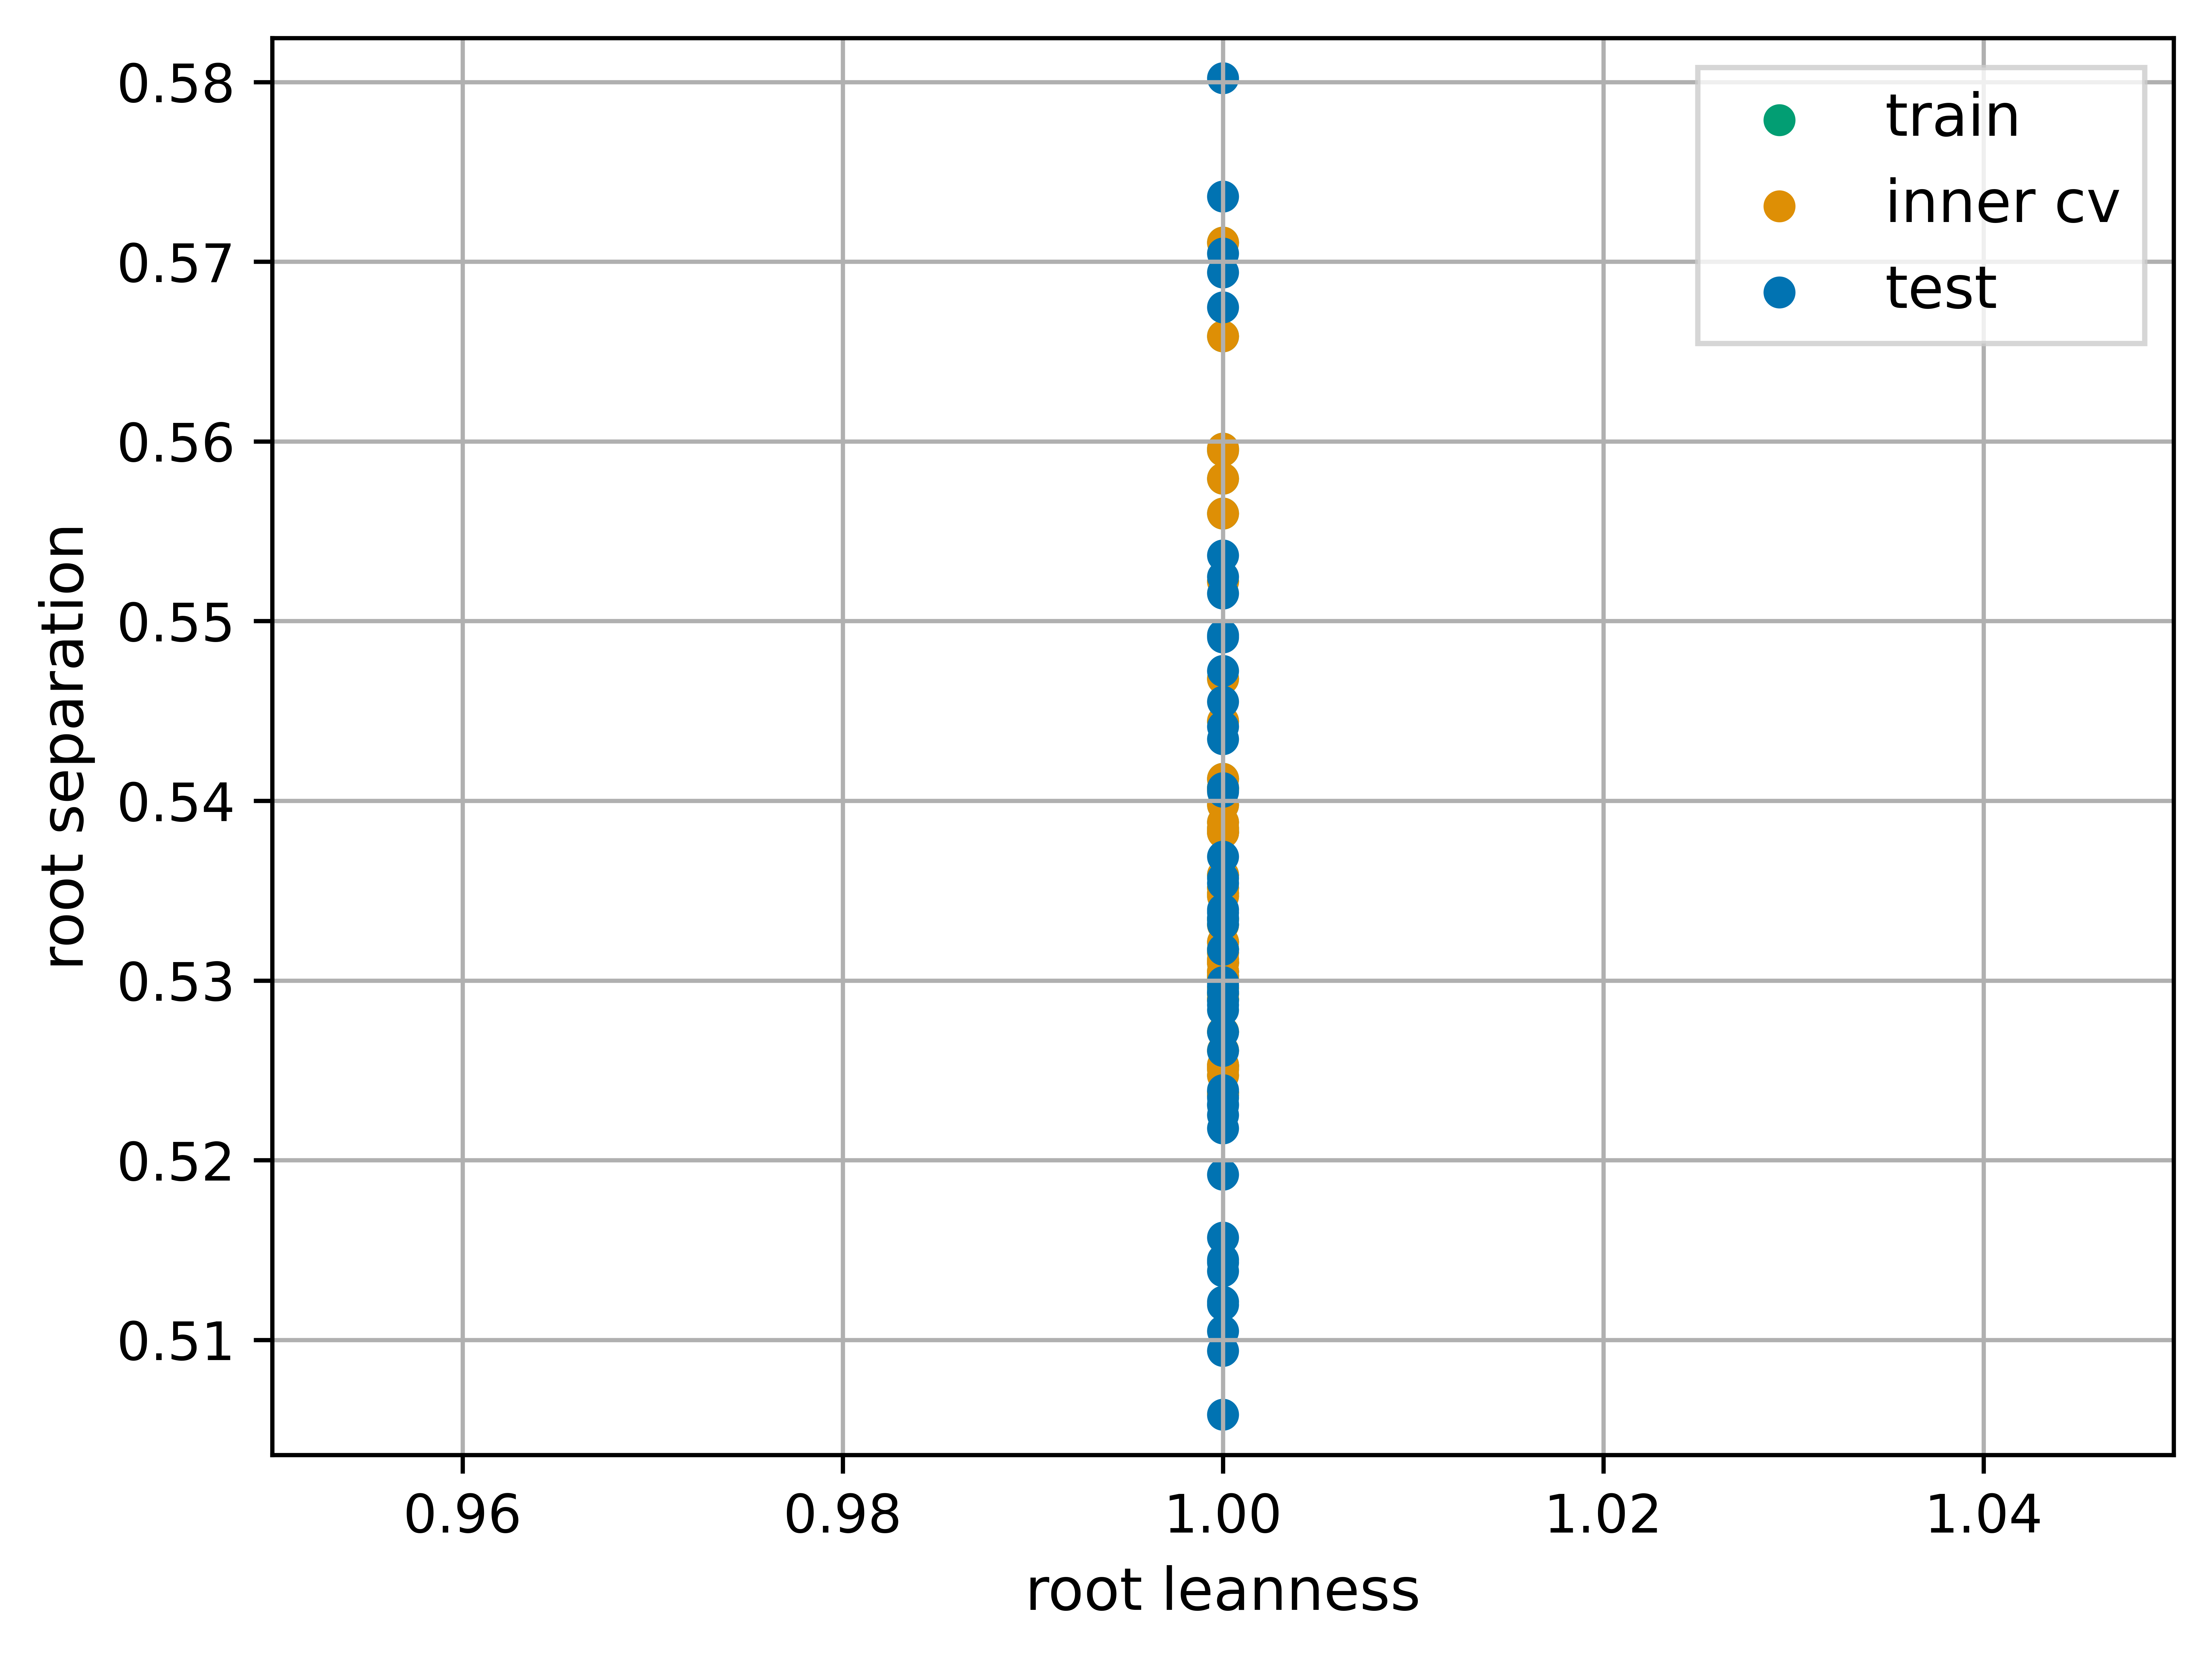 0.58
0.57
0.56
0.55
0.54
0.53
0.52
0.51
root separation
0.96 0.98 1.00 1.02 1.04
root leanness
train
inner cv
test